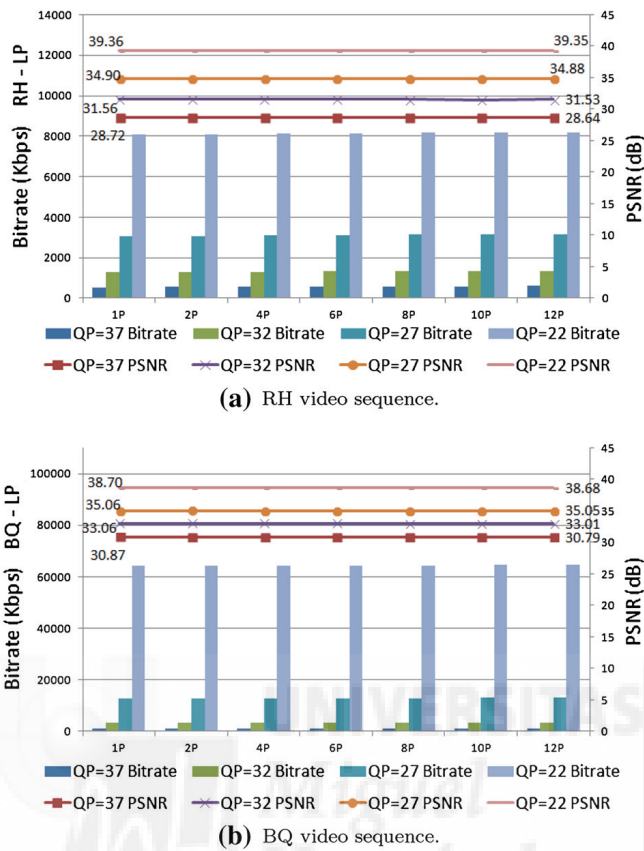 RH - LP
Bitrate (Kbps)
PSNR (dB)
14000
12000
10000
8000
6000
4000
2000
0
45
40
35
30
25
20
15
10
5
0
39.36 39.35
34.90 34.88
31.56 31.53
28.72 28.64
1P 2P 4P 6P 8P 10P 12P
QP=37 Bitrate QP=32 Bitrate QP=27 Bitrate QP=22 Bitrate
QP=37 PSNR QP=32 PSNR QP=27 PSNR QP=22 PSNR
(a) RH video sequence.
BQ - LP
Bitrate (Kbps)
PSNR (dB)
100000
80000
60000
40000
20000
0
45
40
35
30
25
20
15
10
5
0
38.70 38.68
35.06 35.05
33.06 33.01
30.87 30.79
1P 2P 4P 6P 8P 10P 12P
UNIVERSITAS
QP=37 Bitrate QP=32 Bitrate QP=27 Bitrate QP=22 Bitrate
QP=37 PSNR QP=32 PSNR QP=27 PSNR QP=22 PSNR
Miguel
(b) BQ video sequence.